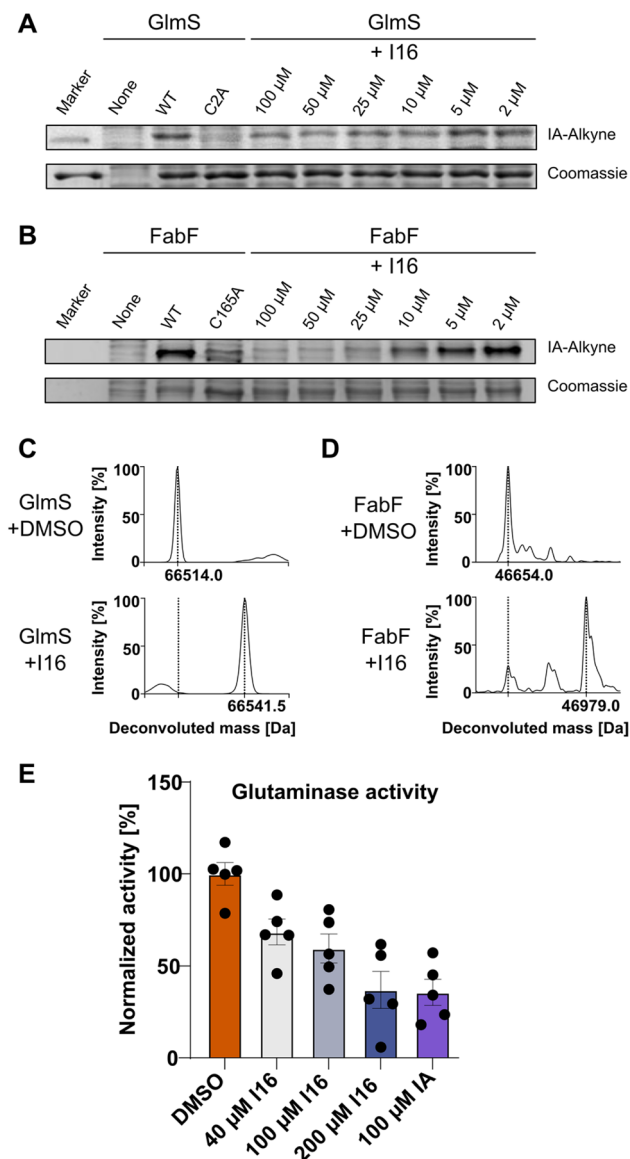 A
GlmS GlmS
+ I16
Marker None WT C2A 100 µM 50 µM 25 µM 10 µM 5 µM 2 µM
IA-Alkyne
Coomassie
B
FabF FabF
+ I16
Marker None WT C165A 100 µM 50 µM 25 µM 10 µM 5 µM 2 µM
IA-Alkyne
Coomassie
C
GlmS
+DMSO
Intensity [%]
100
50
0
66514.0
GlmS
+I16
Intensity [%]
100
50
0
66541.5
Deconvoluted mass [Da]
D
FabF
+DMSO
Intensity [%]
100
50
0
46654.0
FabF
+I16
Intensity [%]
100
50
0
46979.0
Deconvoluted mass [Da]
E
Glutaminase activity
Normalized activity [%]
150
100
50
0
DMSO
40 µM I16
100 µM I16
200 µM I16
100 µM IA